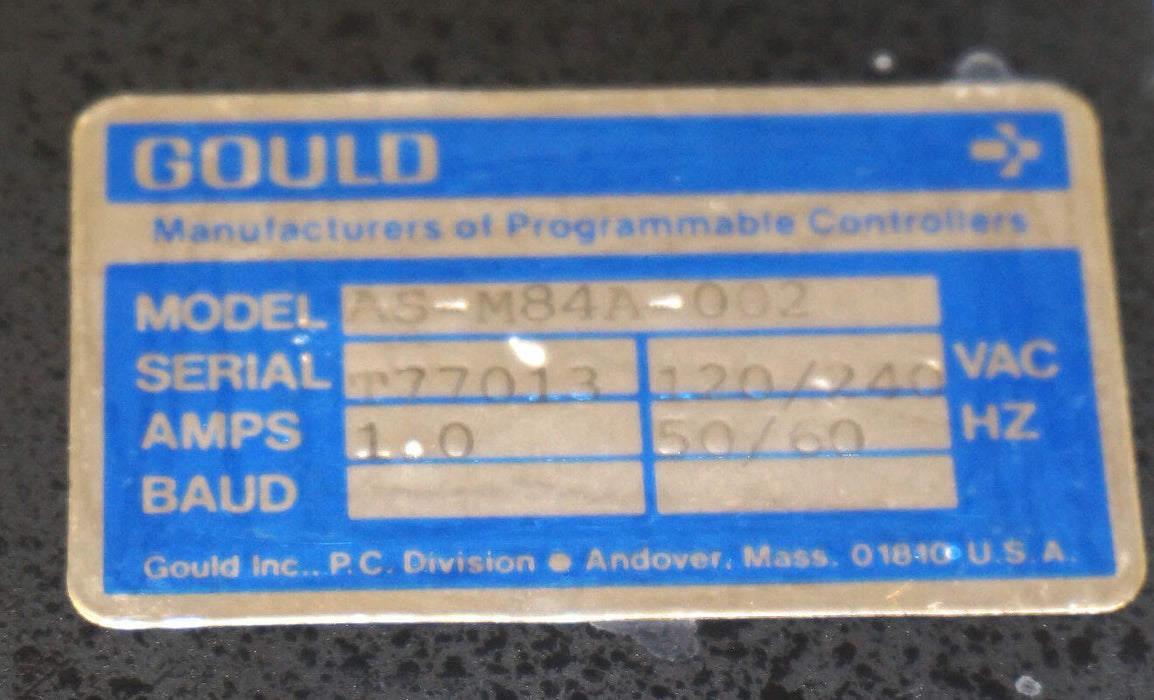 GOULD
Manufacturers of Programmable Controllers
MODEL AS-M84A-002
SERIAL T77013 120/240 VAC
AMPS 1.0 50/60 HZ
BAUD
Gould Inc., P.C. Division ● Andover, Mass. 01810 U.S.A.